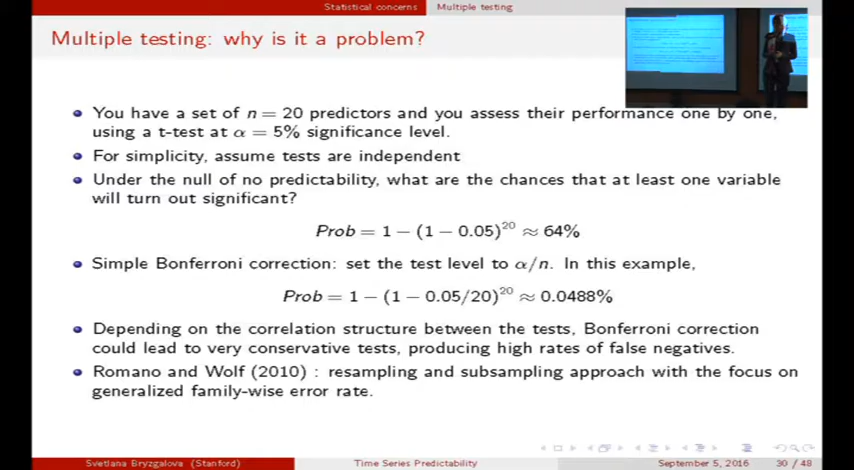 Statistical concerns Multiple testing
Multiple testing: why is it a problem?
You have a set of n = 20 predictors and you assess their performance one by one,
using a t-test at α = 5% significance level.
For simplicity, assume tests are independent
Under the null of no predictability, what are the chances that at least one variable
will turn out significant?
Prob = 1 − (1 − 0.05)^20 ≈ 64%
Simple Bonferroni correction: set the test level to α/n. In this example,
Prob = 1 − (1 − 0.05/20)^20 ≈ 0.0488%
Depending on the correlation structure between the tests, Bonferroni correction
could lead to very conservative tests, producing high rates of false negatives.
Romano and Wolf (2010) : resampling and subsampling approach with the focus on
generalized family-wise error rate.
Svetlana Bryzgalova (Stanford) Time Series Predictability September 5, 2016 30 / 48